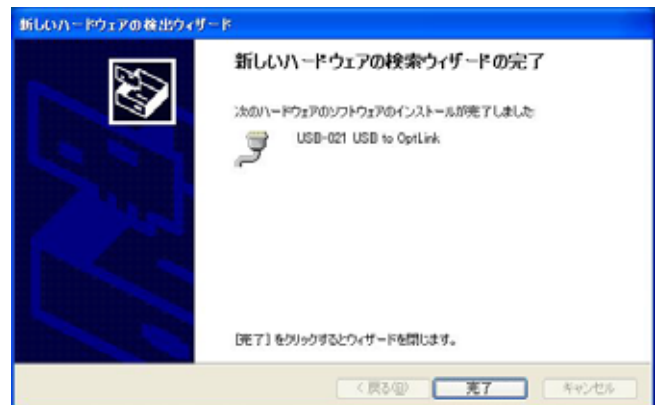 新しいハードウェアの検出ウィザード
新しいハードウェアの検索ウィザードの完了
次のハードウェアのソフトウェアのインストールが完了しました
USB-021 USB to OptLink
[完了] をクリックするとウィザードを閉じます。
< 戻る(B)
完了
キャンセル